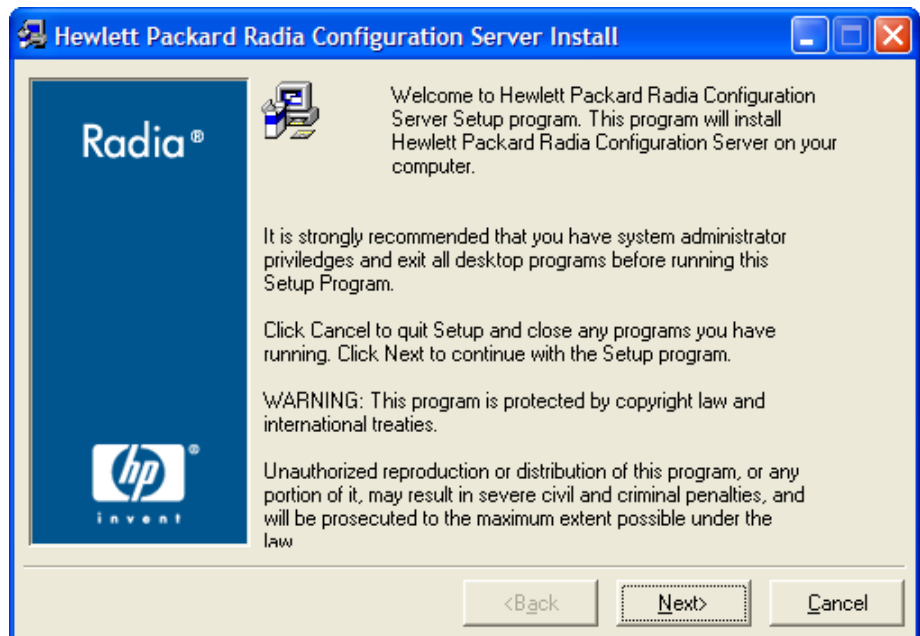 Hewlett Packard Radia Configuration Server Install
Radia®
Welcome to Hewlett Packard Radia Configuration
Server Setup program. This program will install
Hewlett Packard Radia Configuration Server on your
computer.
It is strongly recommended that you have system administrator
priviledges and exit all desktop programs before running this
Setup Program.
Click Cancel to quit Setup and close any programs you have
running. Click Next to continue with the Setup program.
WARNING: This program is protected by copyright law and
international treaties.
Unauthorized reproduction or distribution of this program, or any
portion of it, may result in severe civil and criminal penalties, and
will be prosecuted to the maximum extent possible under the
law
hp®
invent
<Back
Next>
Cancel